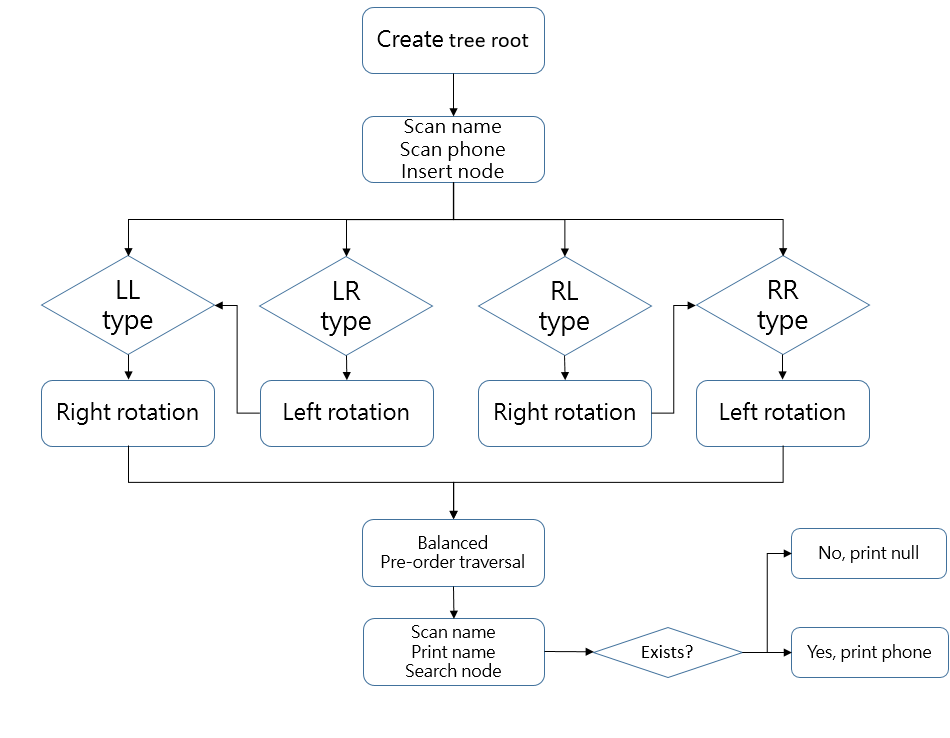 Create tree root
Scan name
Scan phone
Insert node
LL
type
LR
type
RL
type
RR
type
Right rotation
Left rotation
Right rotation
Left rotation
Balanced
Pre-order traversal
No, print null
Scan name
Print name
Search node
Exists?
Yes, print phone